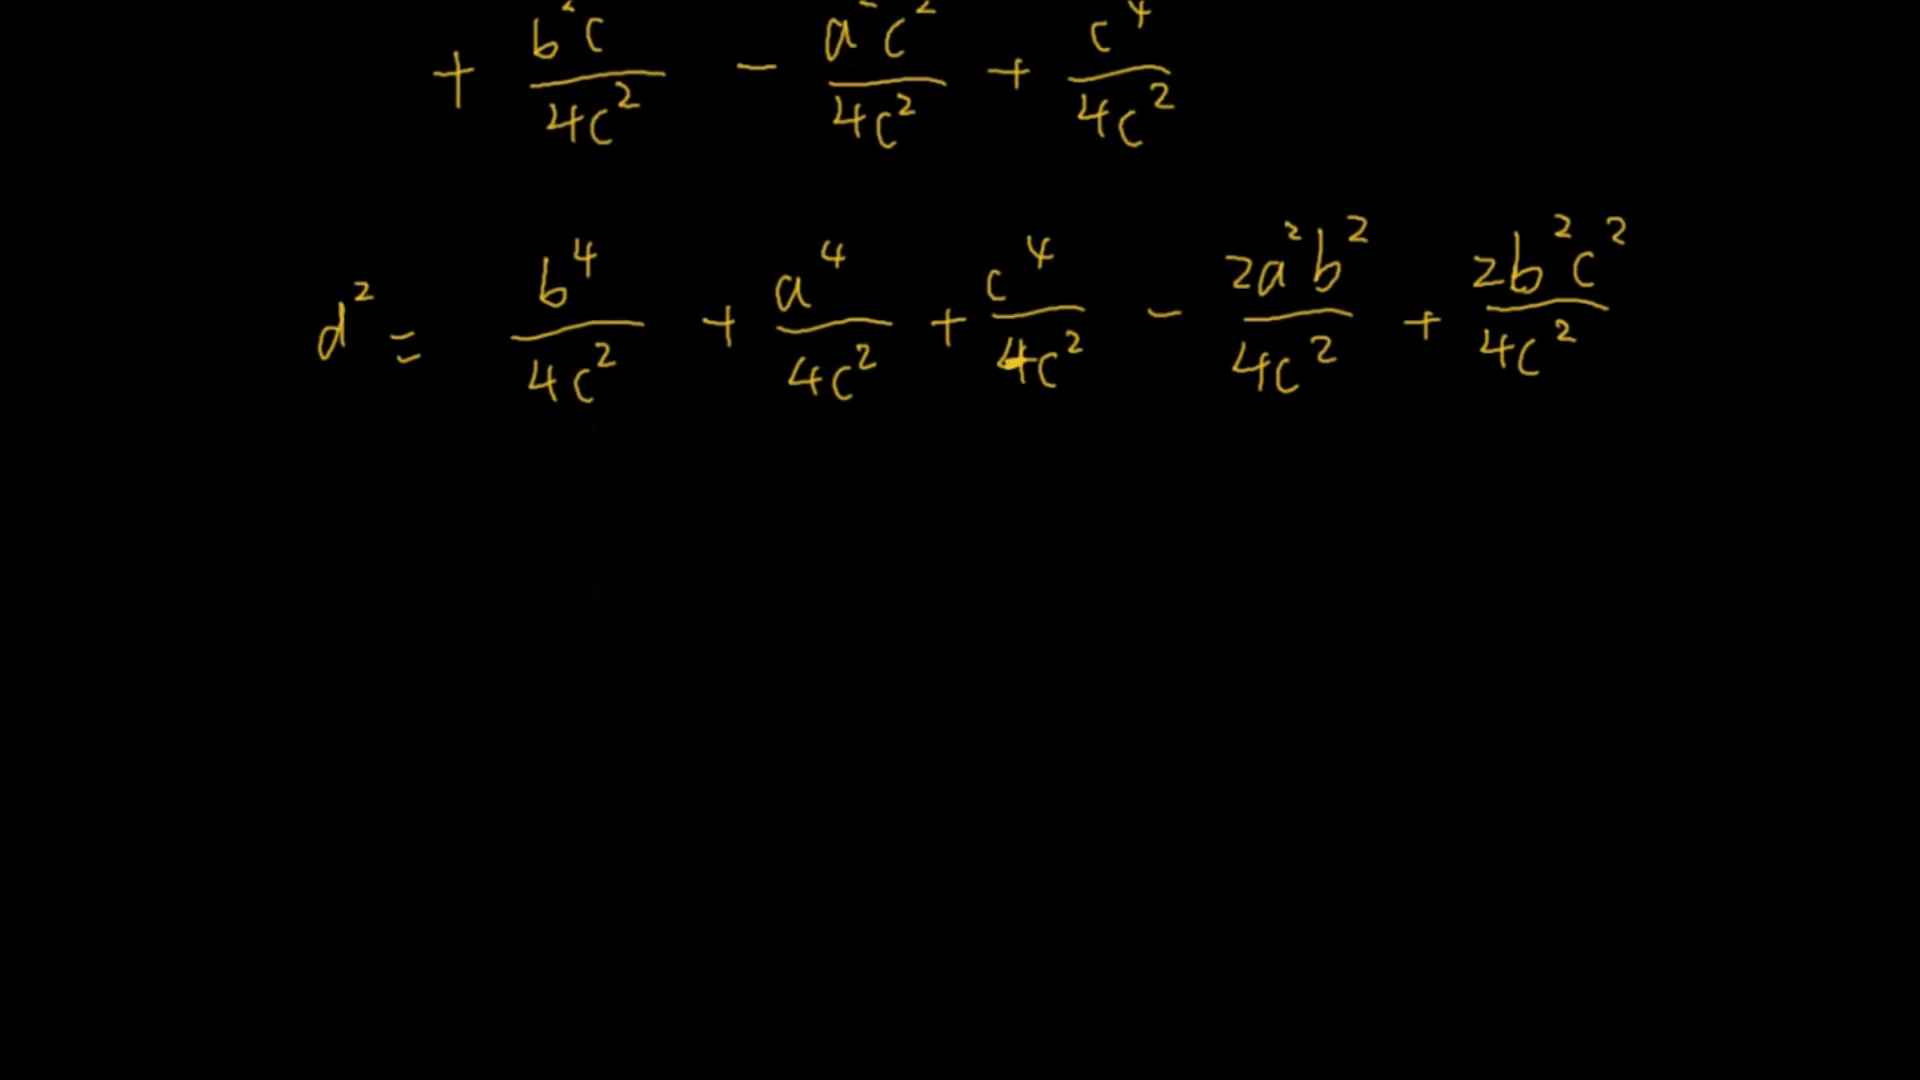 + b²c/4c² - a²c²/4c² + c⁴/4c²
d² = b⁴/4c² + a⁴/4c² + c⁴/4c² - 2a²b²/4c² + 2b²c²/4c²